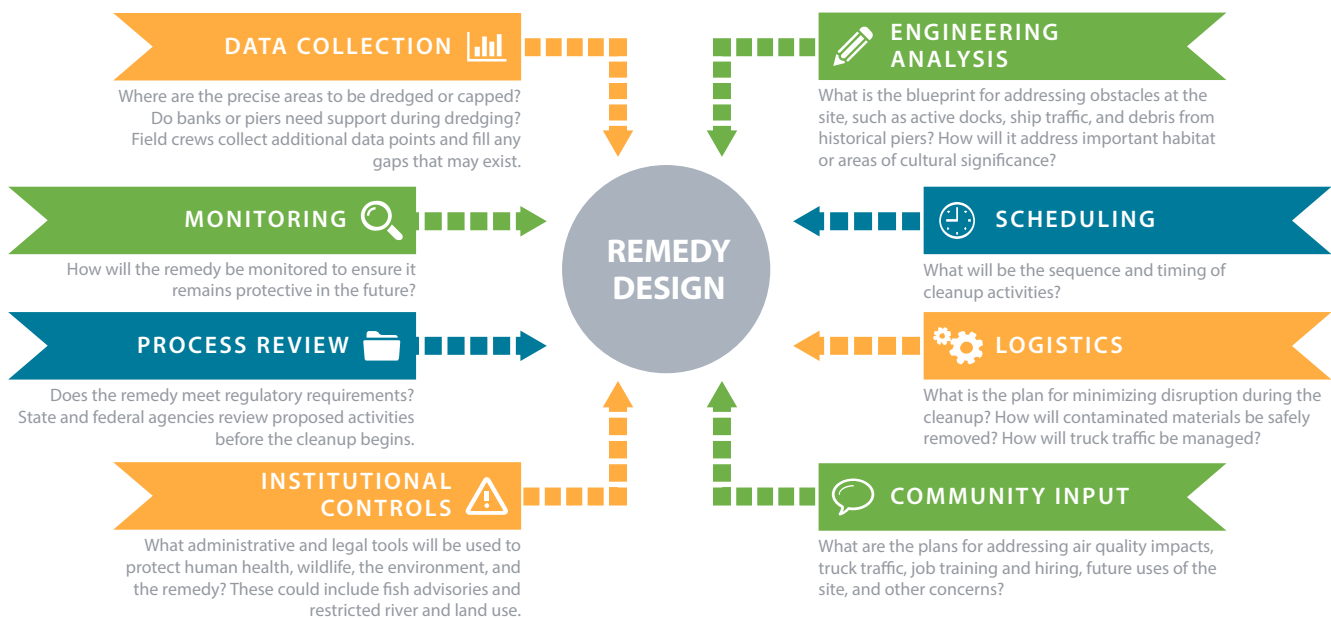 DATA COLLECTION
Where are the precise areas to be dredged or capped?
Do banks or piers need support during dredging?
Field crews collect additional data points and fill any
gaps that may exist.
MONITORING
How will the remedy be monitored to ensure it
remains protective in the future?
PROCESS REVIEW
Does the remedy meet regulatory requirements?
State and federal agencies review proposed activities
before the cleanup begins.
INSTITUTIONAL
CONTROLS
What administrative and legal tools will be used to
protect human health, wildlife, the environment, and
the remedy? These could include fish advisories and
restricted river and land use.
REMEDY
DESIGN
ENGINEERING
ANALYSIS
What is the blueprint for addressing obstacles at the
site, such as active docks, ship traffic, and debris from
historical piers? How will it address important habitat
or areas of cultural significance?
SCHEDULING
What will be the sequence and timing of
cleanup activities?
LOGISTICS
What is the plan for minimizing disruption during the
cleanup? How will contaminated materials be safely
removed? How will truck traffic be managed?
COMMUNITY INPUT
What are the plans for addressing air quality impacts,
truck traffic, job training and hiring, future uses of the
site, and other concerns?